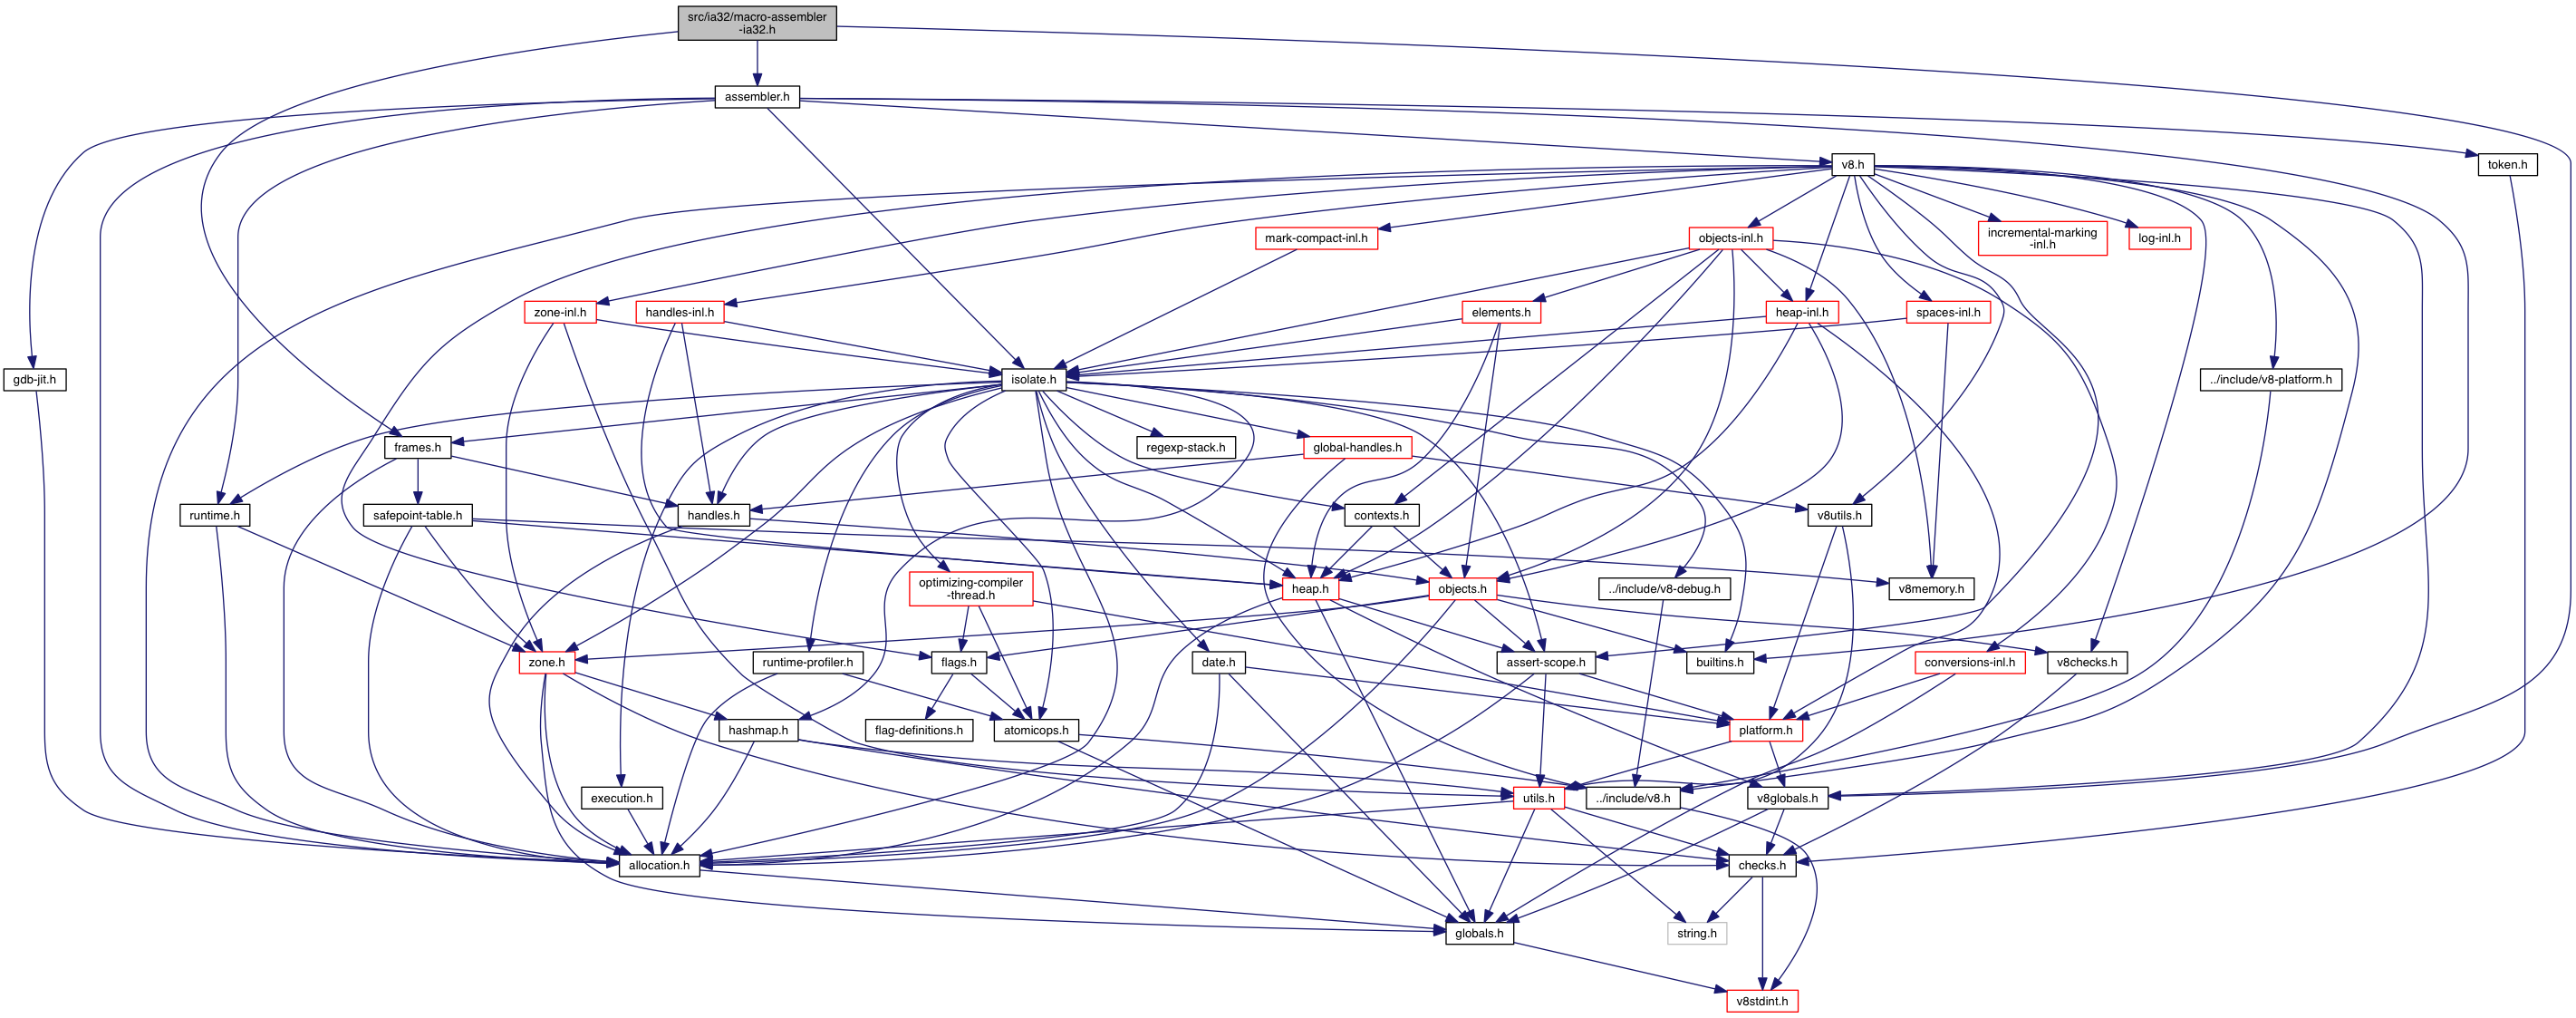 src/ia32/macro-assembler
-ia32.h
assembler.h
v8.h
token.h
mark-compact-inl.h
objects-inl.h
incremental-marking
-inl.h
log-inl.h
zone-inl.h
handles-inl.h
elements.h
heap-inl.h
spaces-inl.h
gdb-jit.h
isolate.h
../include/v8-platform.h
frames.h
regexp-stack.h
global-handles.h
runtime.h
safepoint-table.h
handles.h
contexts.h
v8utils.h
optimizing-compiler
-thread.h
heap.h
objects.h
../include/v8-debug.h
v8memory.h
zone.h
runtime-profiler.h
flags.h
date.h
assert-scope.h
builtins.h
conversions-inl.h
v8checks.h
hashmap.h
flag-definitions.h
atomicops.h
platform.h
execution.h
utils.h
../include/v8.h
v8globals.h
allocation.h
checks.h
globals.h
string.h
v8stdint.h